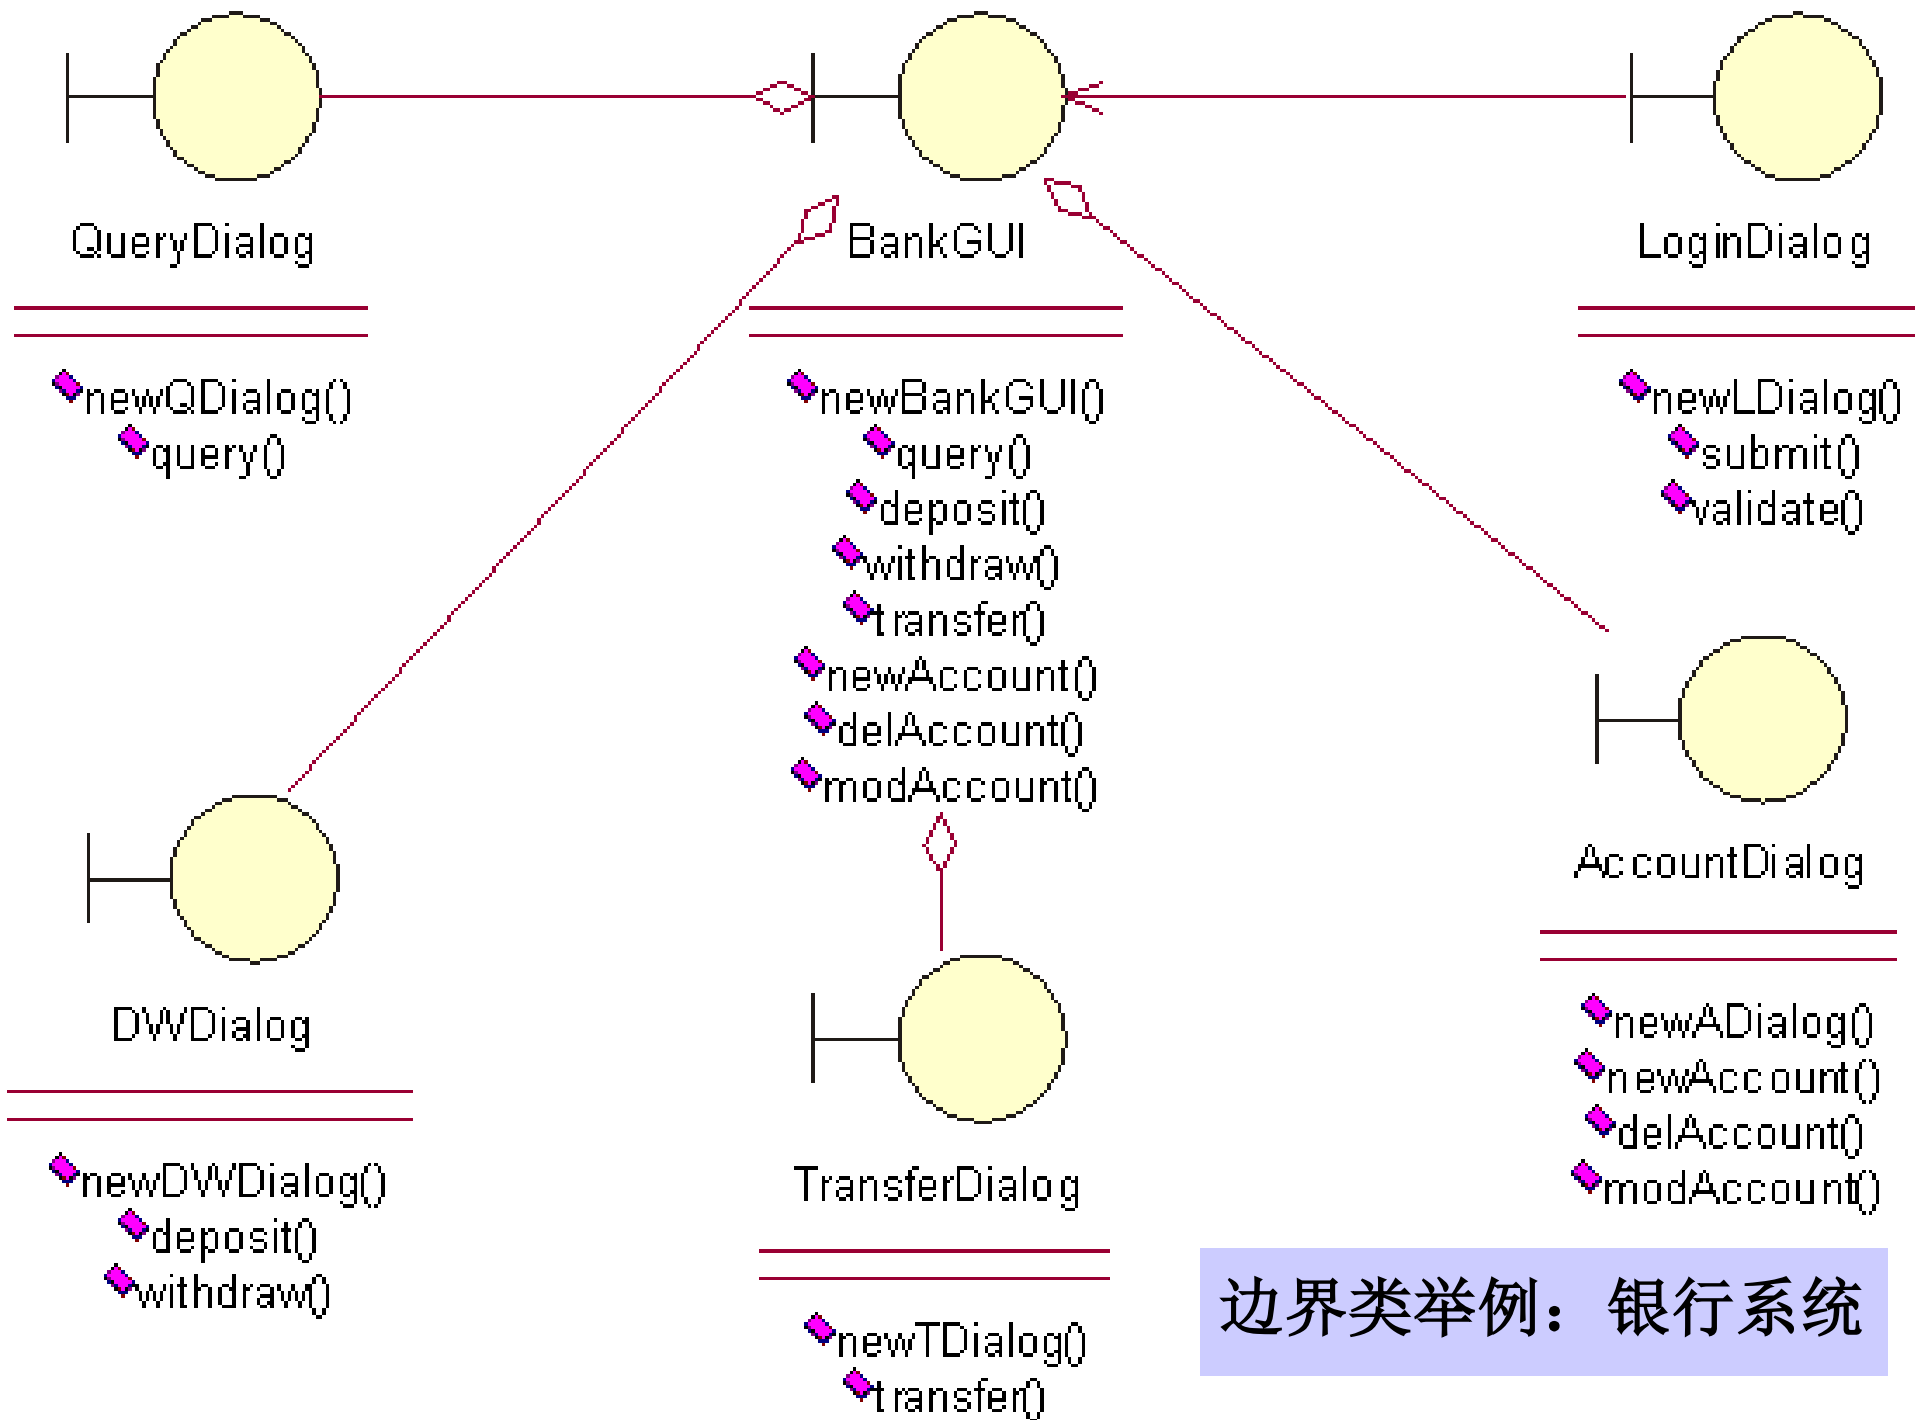 QueryDialog
newQDialog()
query()
BankGUI
newBankGUI()
query()
deposit()
withdraw()
transfer()
newAccount()
delAccount()
modAccount()
LoginDialog
newLDialog()
submit()
validate()
DWDialog
newDWDialog()
deposit()
withdraw()
TransferDialog
newTDialog()
transfer()
AccountDialog
newADialog()
newAccount()
delAccount()
modAccount()
边界类举例：银行系统